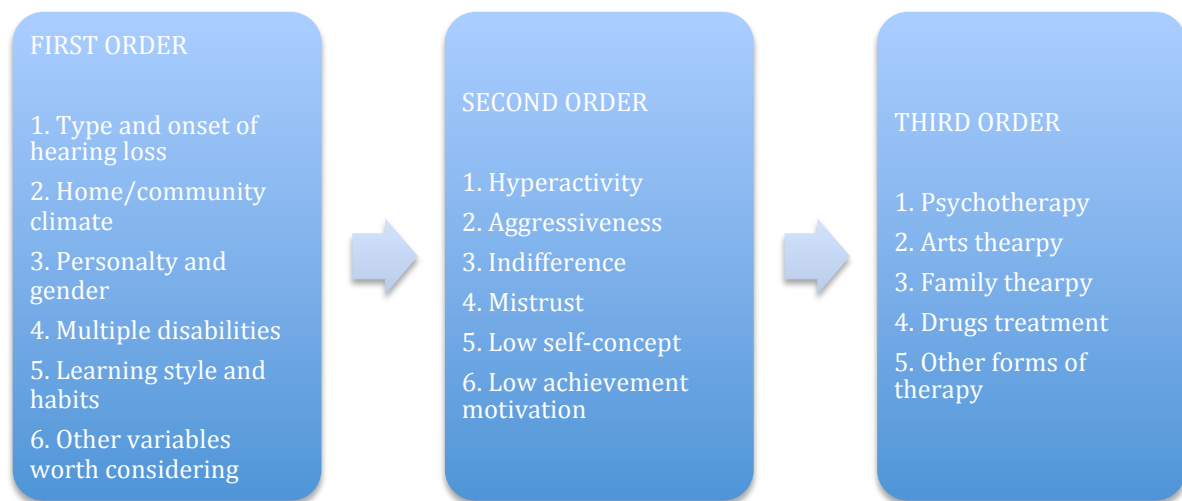 FIRST ORDER
1. Type and onset of
hearing loss
2. Home/community
climate
3. Personalty and
gender
4. Multiple disabilities
5. Learning style and
habits
6. Other variables
worth considering
SECOND ORDER
1. Hyperactivity
2. Aggressiveness
3. Indifference
4. Mistrust
5. Low self-concept
6. Low achievement
motivation
THIRD ORDER
1. Psychotherapy
2. Arts thearpy
3. Family thearpy
4. Drugs treatment
5. Other forms of
therapy